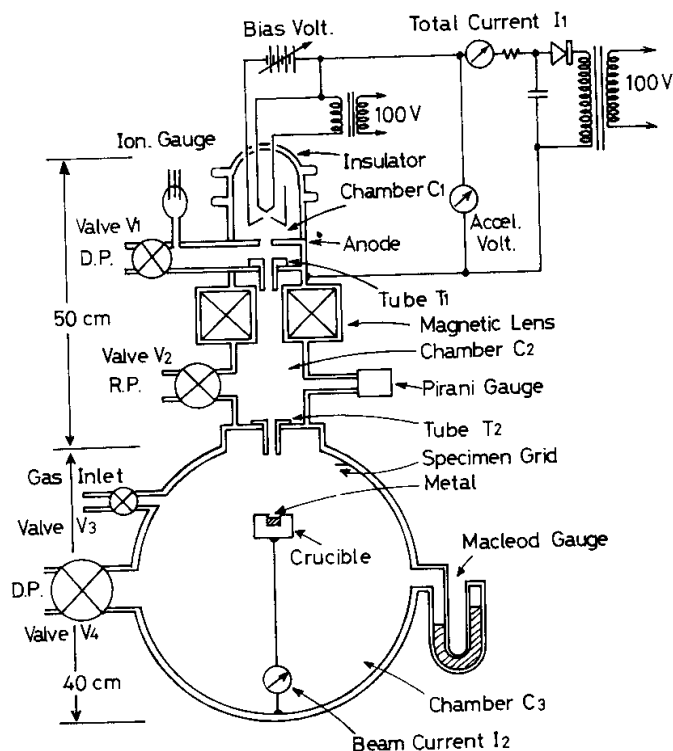 Bias Volt.
Total Current I1
100V
100V
Ion. Gauge
Insulator
Chamber C1
Valve V1
D.P.
Anode
Accel.
Volt.
Tube T1
50 cm
Magnetic Lens
Valve V2
R.P.
Chamber C2
Pirani Gauge
Tube T2
Specimen Grid
Gas Inlet
Metal
Valve V3
Crucible
Macleod Gauge
D.P.
Valve V4
40 cm
Chamber C3
Beam Current I2